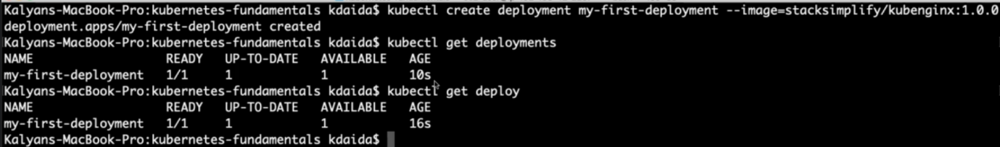 Kalyans-MacBook-Pro:kubernetes-fundamentals kdaida$ kubectl create deployment my-first-deployment --image=stacksimplify/kubenginx:1.0.0
deployment.apps/my-first-deployment created
Kalyans-MacBook-Pro:kubernetes-fundamentals kdaida$ kubectl get deployments
NAME                  READY   UP-TO-DATE   AVAILABLE   AGE
my-first-deployment   1/1     1            1           10s
Kalyans-MacBook-Pro:kubernetes-fundamentals kdaida$ kubectl get deploy
NAME                  READY   UP-TO-DATE   AVAILABLE   AGE
my-first-deployment   1/1     1            1           16s
Kalyans-MacBook-Pro:kubernetes-fundamentals kdaida$